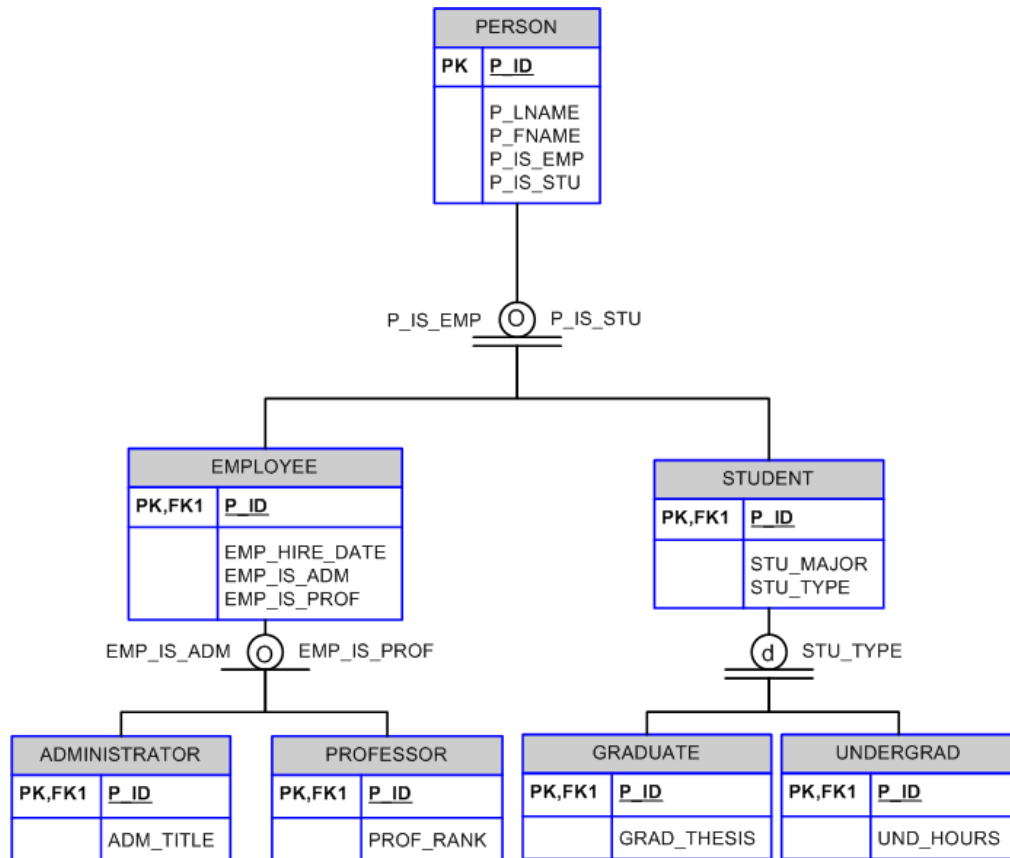 PERSON
PK P_ID
P_LNAME
P_FNAME
P_IS_EMP
P_IS_STU
P_IS_EMP O P_IS_STU
EMPLOYEE
PK,FK1 P_ID
EMP_HIRE_DATE
EMP_IS_ADM
EMP_IS_PROF
STUDENT
PK,FK1 P_ID
STU_MAJOR
STU_TYPE
EMP_IS_ADM O EMP_IS_PROF
d STU_TYPE
ADMINISTRATOR
PK,FK1 P_ID
ADM_TITLE
PROFESSOR
PK,FK1 P_ID
PROF_RANK
GRADUATE
PK,FK1 P_ID
GRAD_THESIS
UNDERGRAD
PK,FK1 P_ID
UND_HOURS